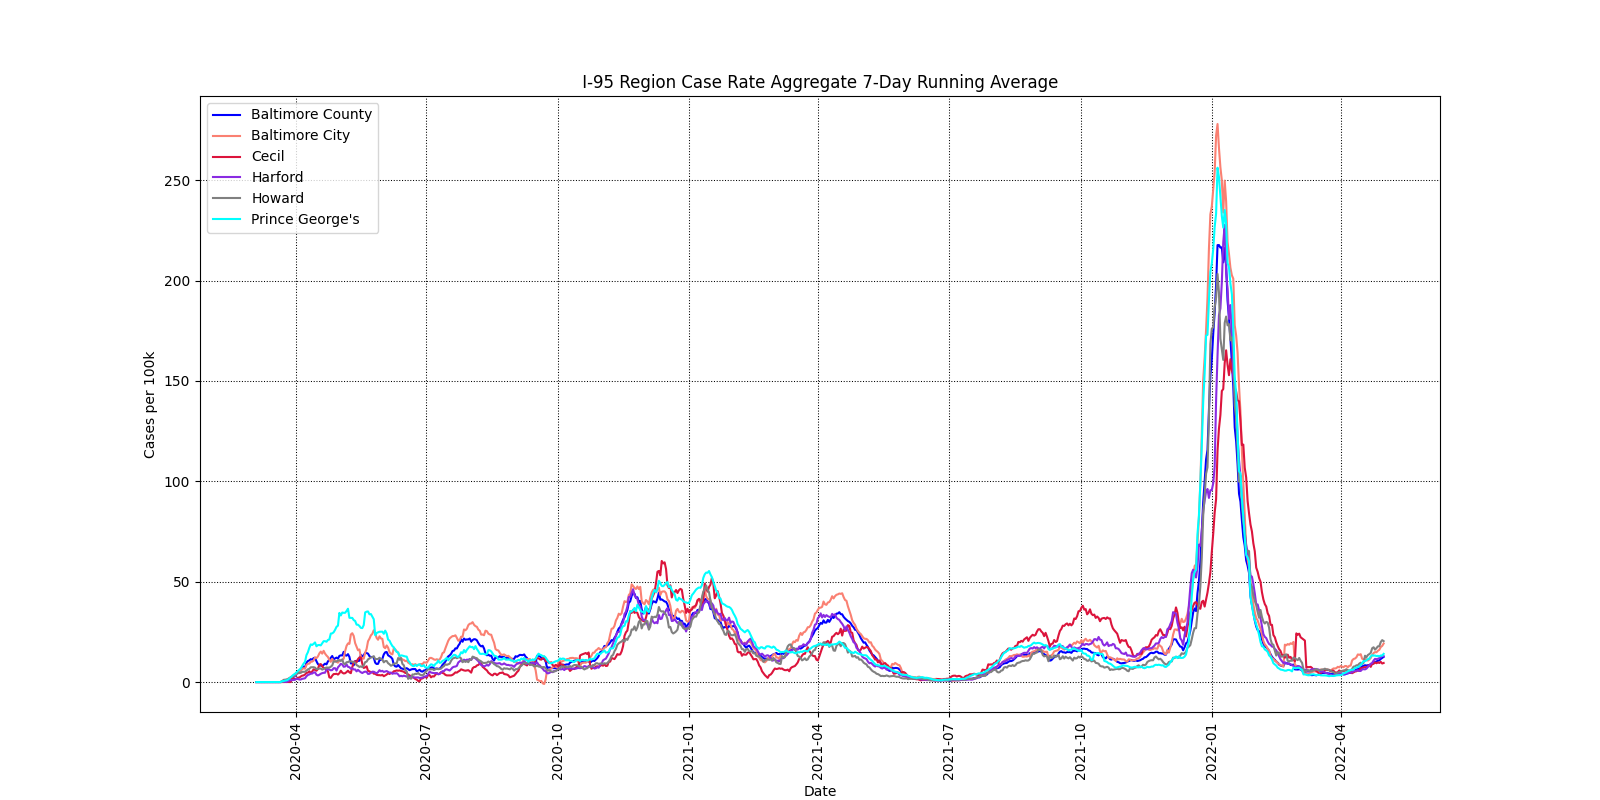 I-95 Region Case Rate Aggregate 7-Day Running Average
Baltimore County
Baltimore City
Cecil
Harford
Howard
Prince George's
Cases per 100k
250
200
150
100
50
0
2020-04
2020-07
2020-10
2021-01
2021-04
2021-07
2021-10
2022-01
2022-04
Date